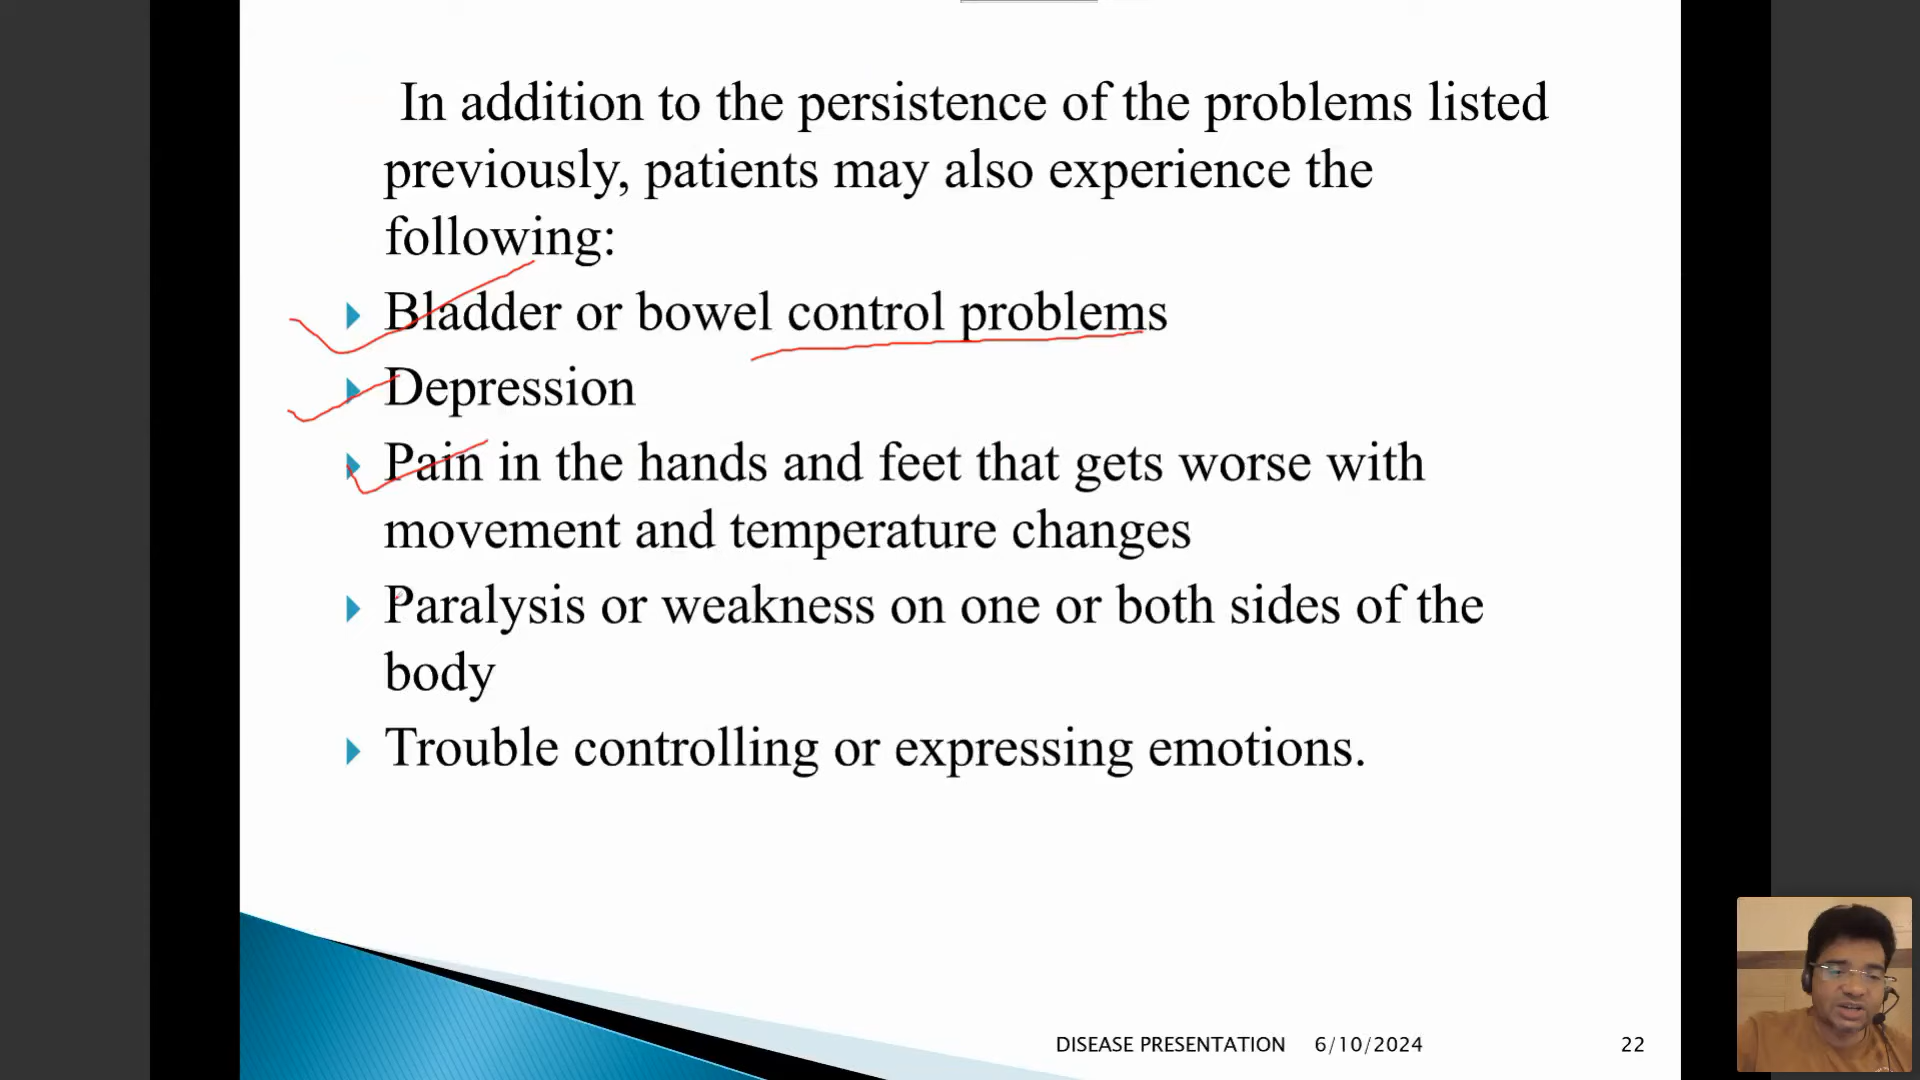 In addition to the persistence of the problems listed
previously, patients may also experience the
following:
Bladder or bowel control problems
Depression
Pain in the hands and feet that gets worse with
movement and temperature changes
Paralysis or weakness on one or both sides of the
body
Trouble controlling or expressing emotions.
DISEASE PRESENTATION 6/10/2024 22